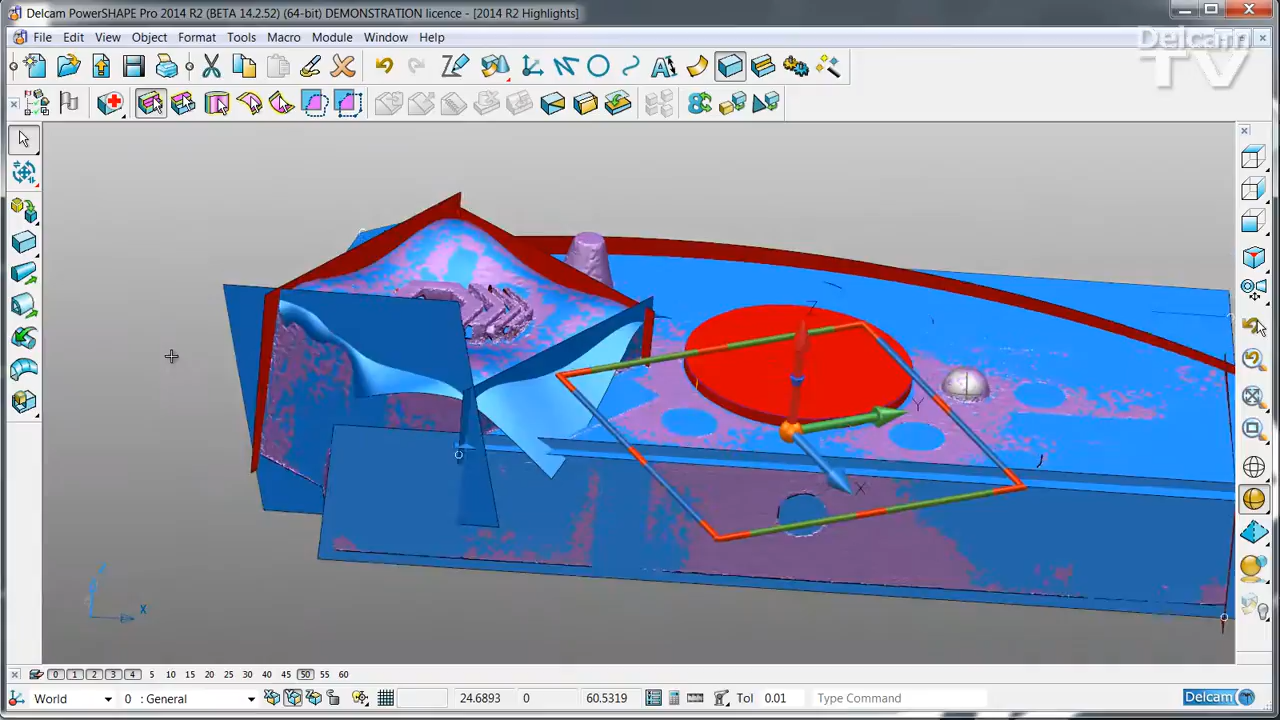 Delcam PowerSHAPE Pro 2014 R2 (BETA 14.2.52) (64-bit) DEMONSTRATION licence - [2014 R2 Highlights]
File Edit View Object Format Tools Macro Module Window Help
Delcam
TV
Z
Y
X
X
0 1 2 3 4 5 10 15 20 25 30 40 45 50 55 60
World 0 : General 24.6893 0 60.5319 Tol 0.01 Type Command Delcam